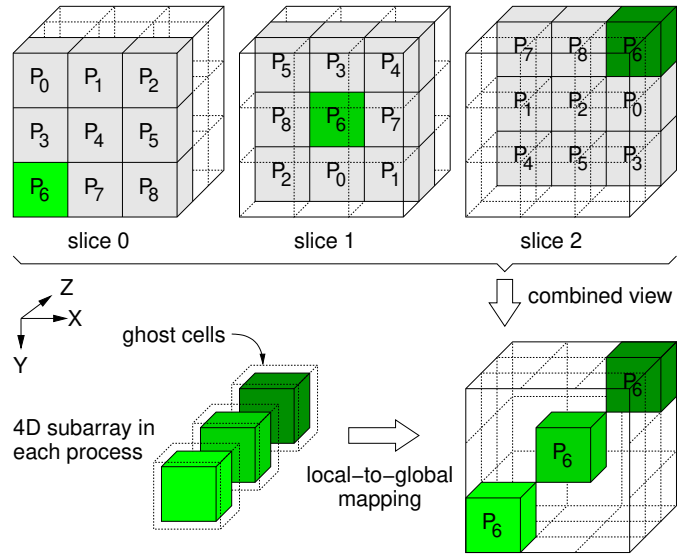 P0 P1 P2
P3 P4 P5
P6 P7 P8
slice 0
P5 P3 P4
P8 P6 P7
P2 P0 P1
slice 1
P7 P8 P6
P1 P2 P0
P4 P5 P3
slice 2
combined view
Z
X
Y
ghost cells
4D subarray in
each process
local-to-global
mapping
P6
P6
P6